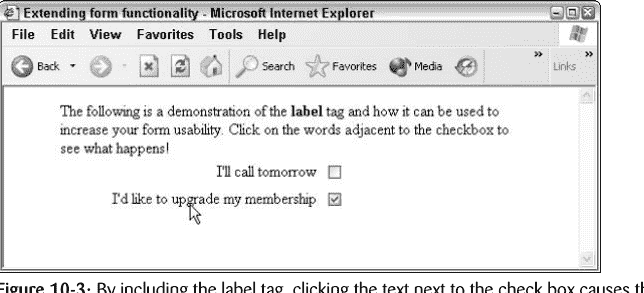 Extending form functionality - Microsoft Internet Explorer
File Edit View Favorites Tools Help
Back Search Favorites Media » Links »
The following is a demonstration of the label tag and how it can be used to
increase your form usability. Click on the words adjacent to the checkbox to
see what happens!
I'll call tomorrow
I'd like to upgrade my membership
Figure 10-3: By including the label tag, clicking the text next to the check box causes